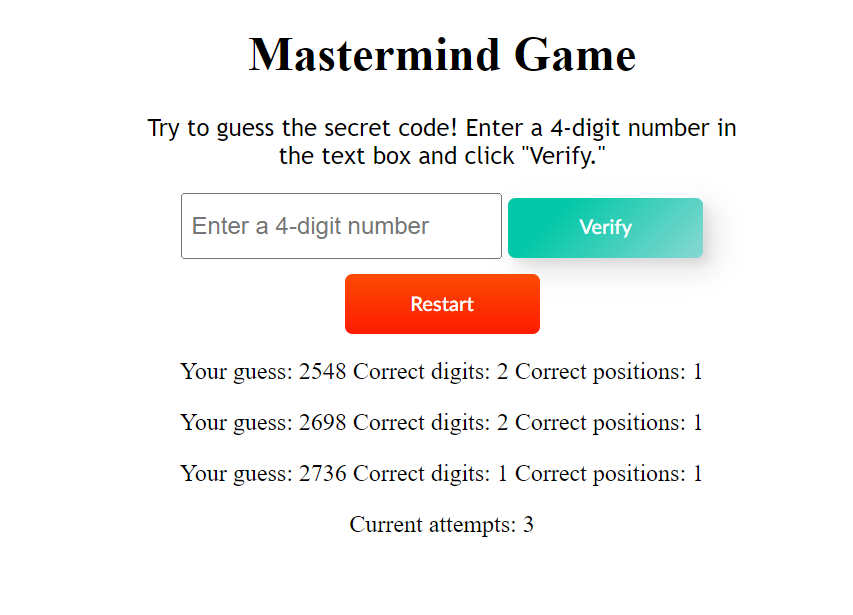 Mastermind Game
Try to guess the secret code! Enter a 4-digit number in
the text box and click "Verify."
Enter a 4-digit number
Verify
Restart
Your guess: 2548 Correct digits: 2 Correct positions: 1
Your guess: 2698 Correct digits: 2 Correct positions: 1
Your guess: 2736 Correct digits: 1 Correct positions: 1
Current attempts: 3